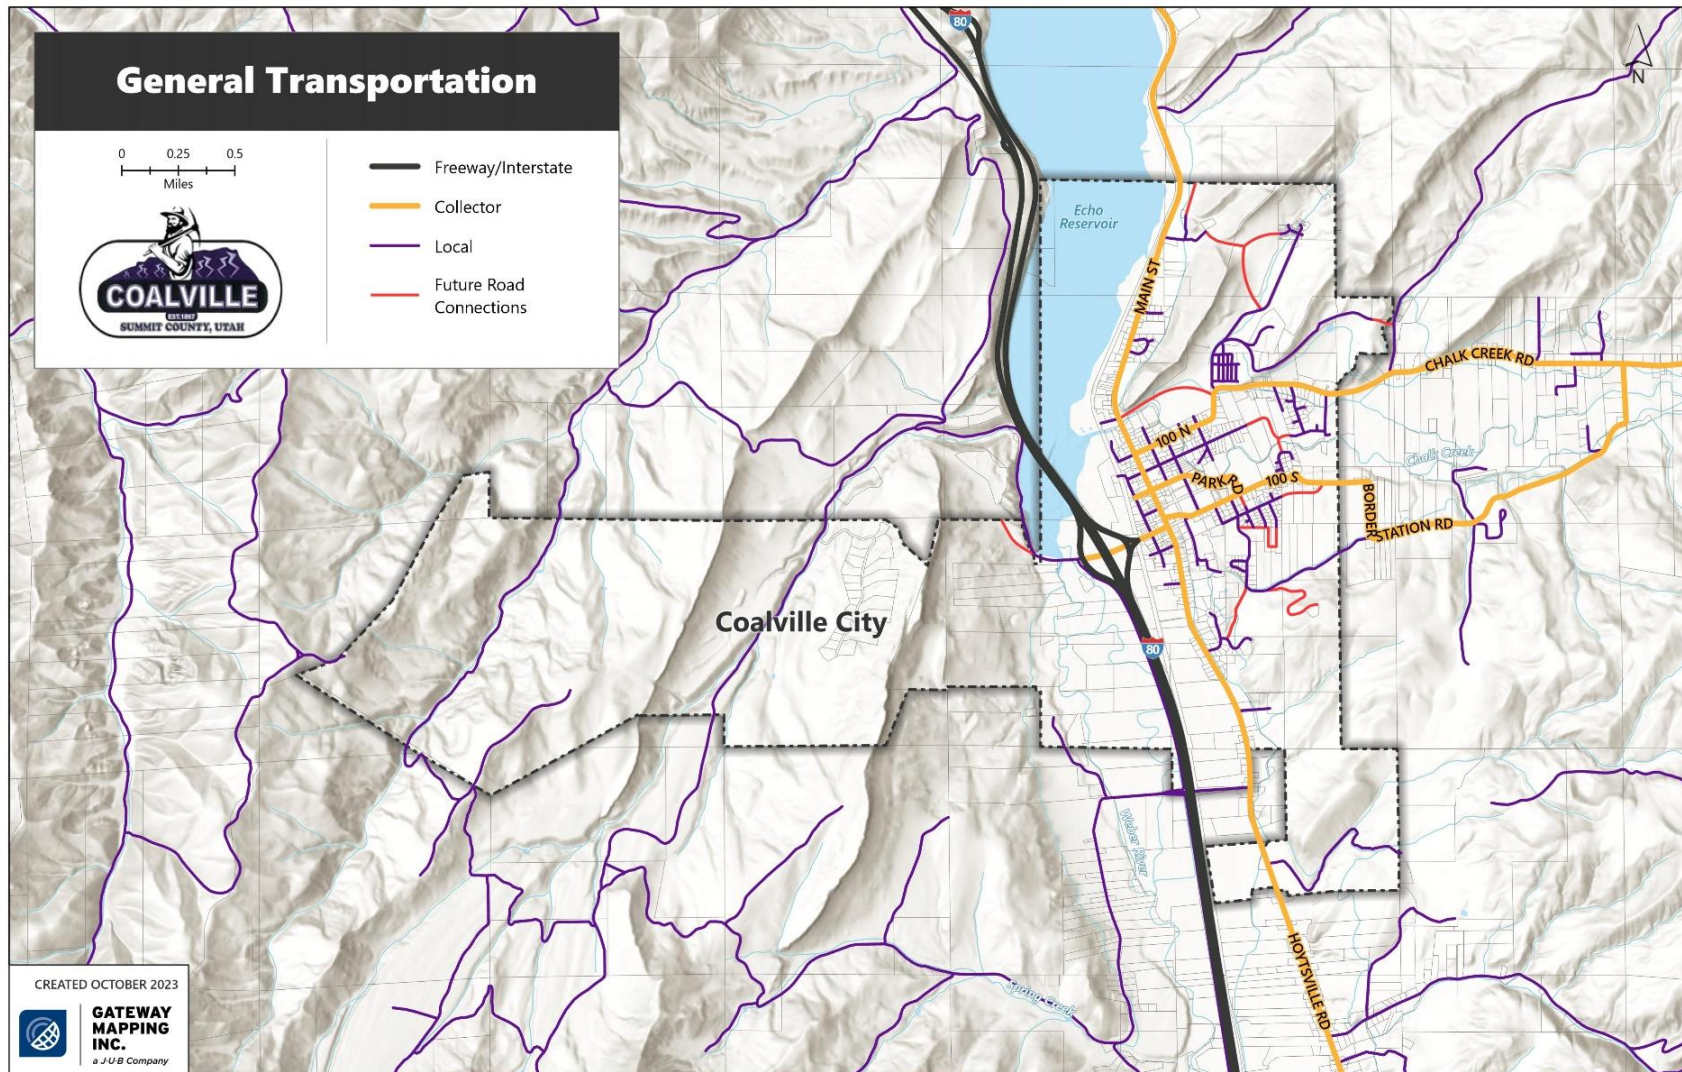 General Transportation
0 0.25 0.5
Miles
COALVILLE
EST.1867
SUMMIT COUNTY, UTAH
Freeway/Interstate
Collector
Local
Future Road
Connections
80
N
Echo
Reservoir
MAIN ST
CHALK CREEK RD
100 N
Chalk Creek
PARK RD
100 S
BORDER
STATION RD
Coalville City
80
Weber River
HOYTSVILLE RD
Spring Creek
CREATED OCTOBER 2023
GATEWAY
MAPPING
INC.
a J-U-B Company